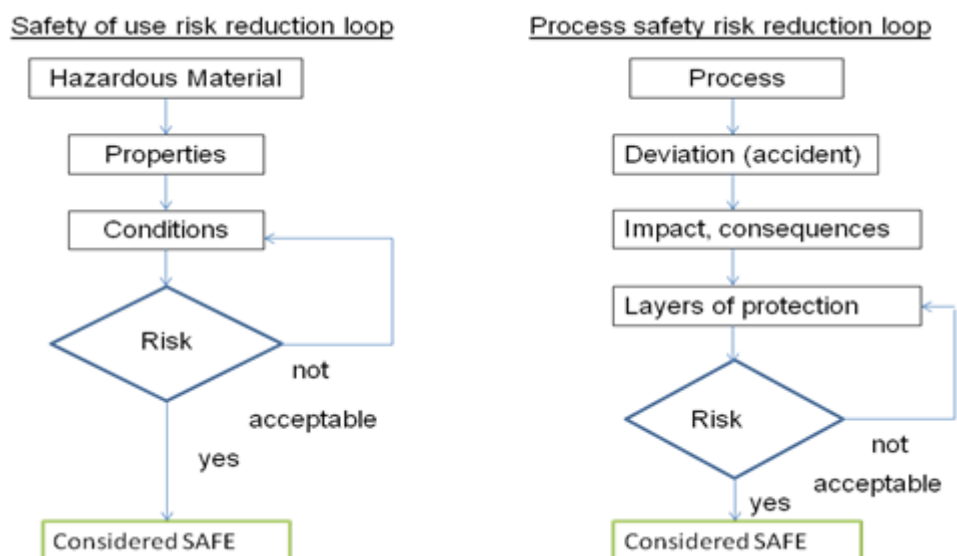 Safety of use risk reduction loop
Hazardous Material
Properties
Conditions
Risk
not
acceptable
yes
Considered SAFE
Process safety risk reduction loop
Process
Deviation (accident)
Impact, consequences
Layers of protection
Risk
not
acceptable
yes
Considered SAFE